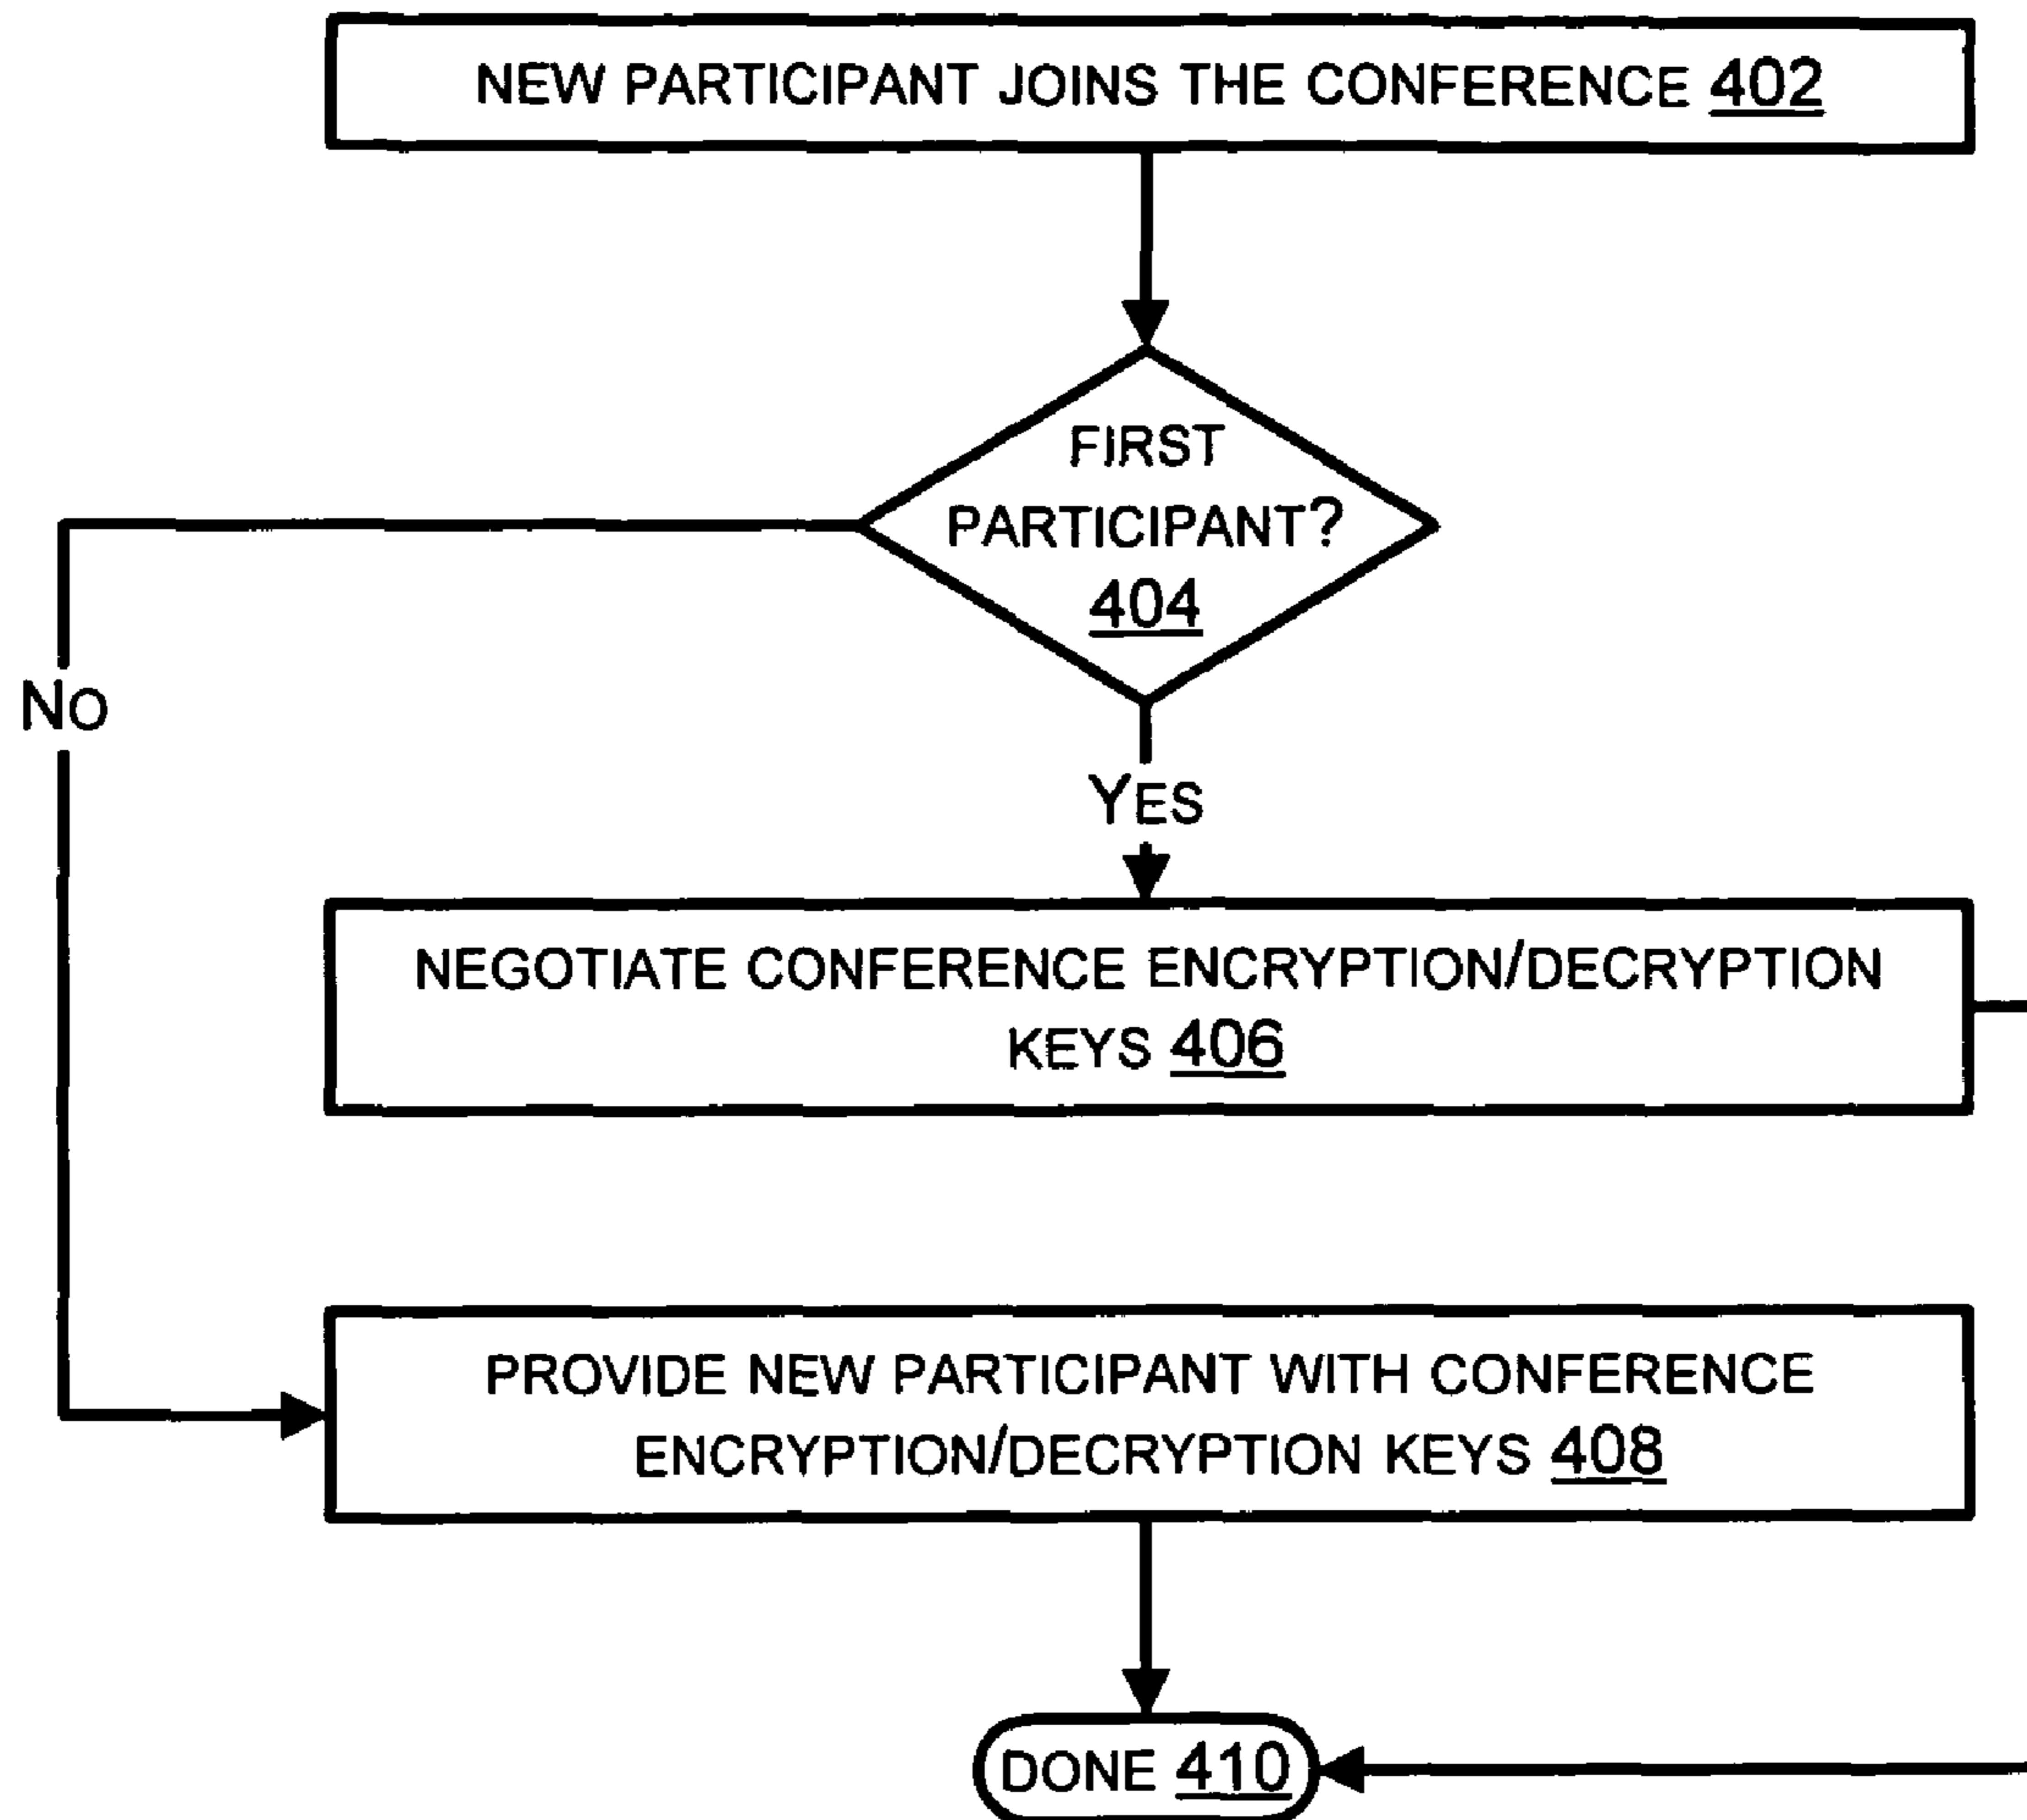 NEW PARTICIPANT JOINS THE CONFERENCE 402
FIRST
PARTICIPANT?
404
NO
YES
NEGOTIATE CONFERENCE ENCRYPTION/DECRYPTION
KEYS 406
PROVIDE NEW PARTICIPANT WITH CONFERENCE
ENCRYPTION/DECRYPTION KEYS 408
DONE 410